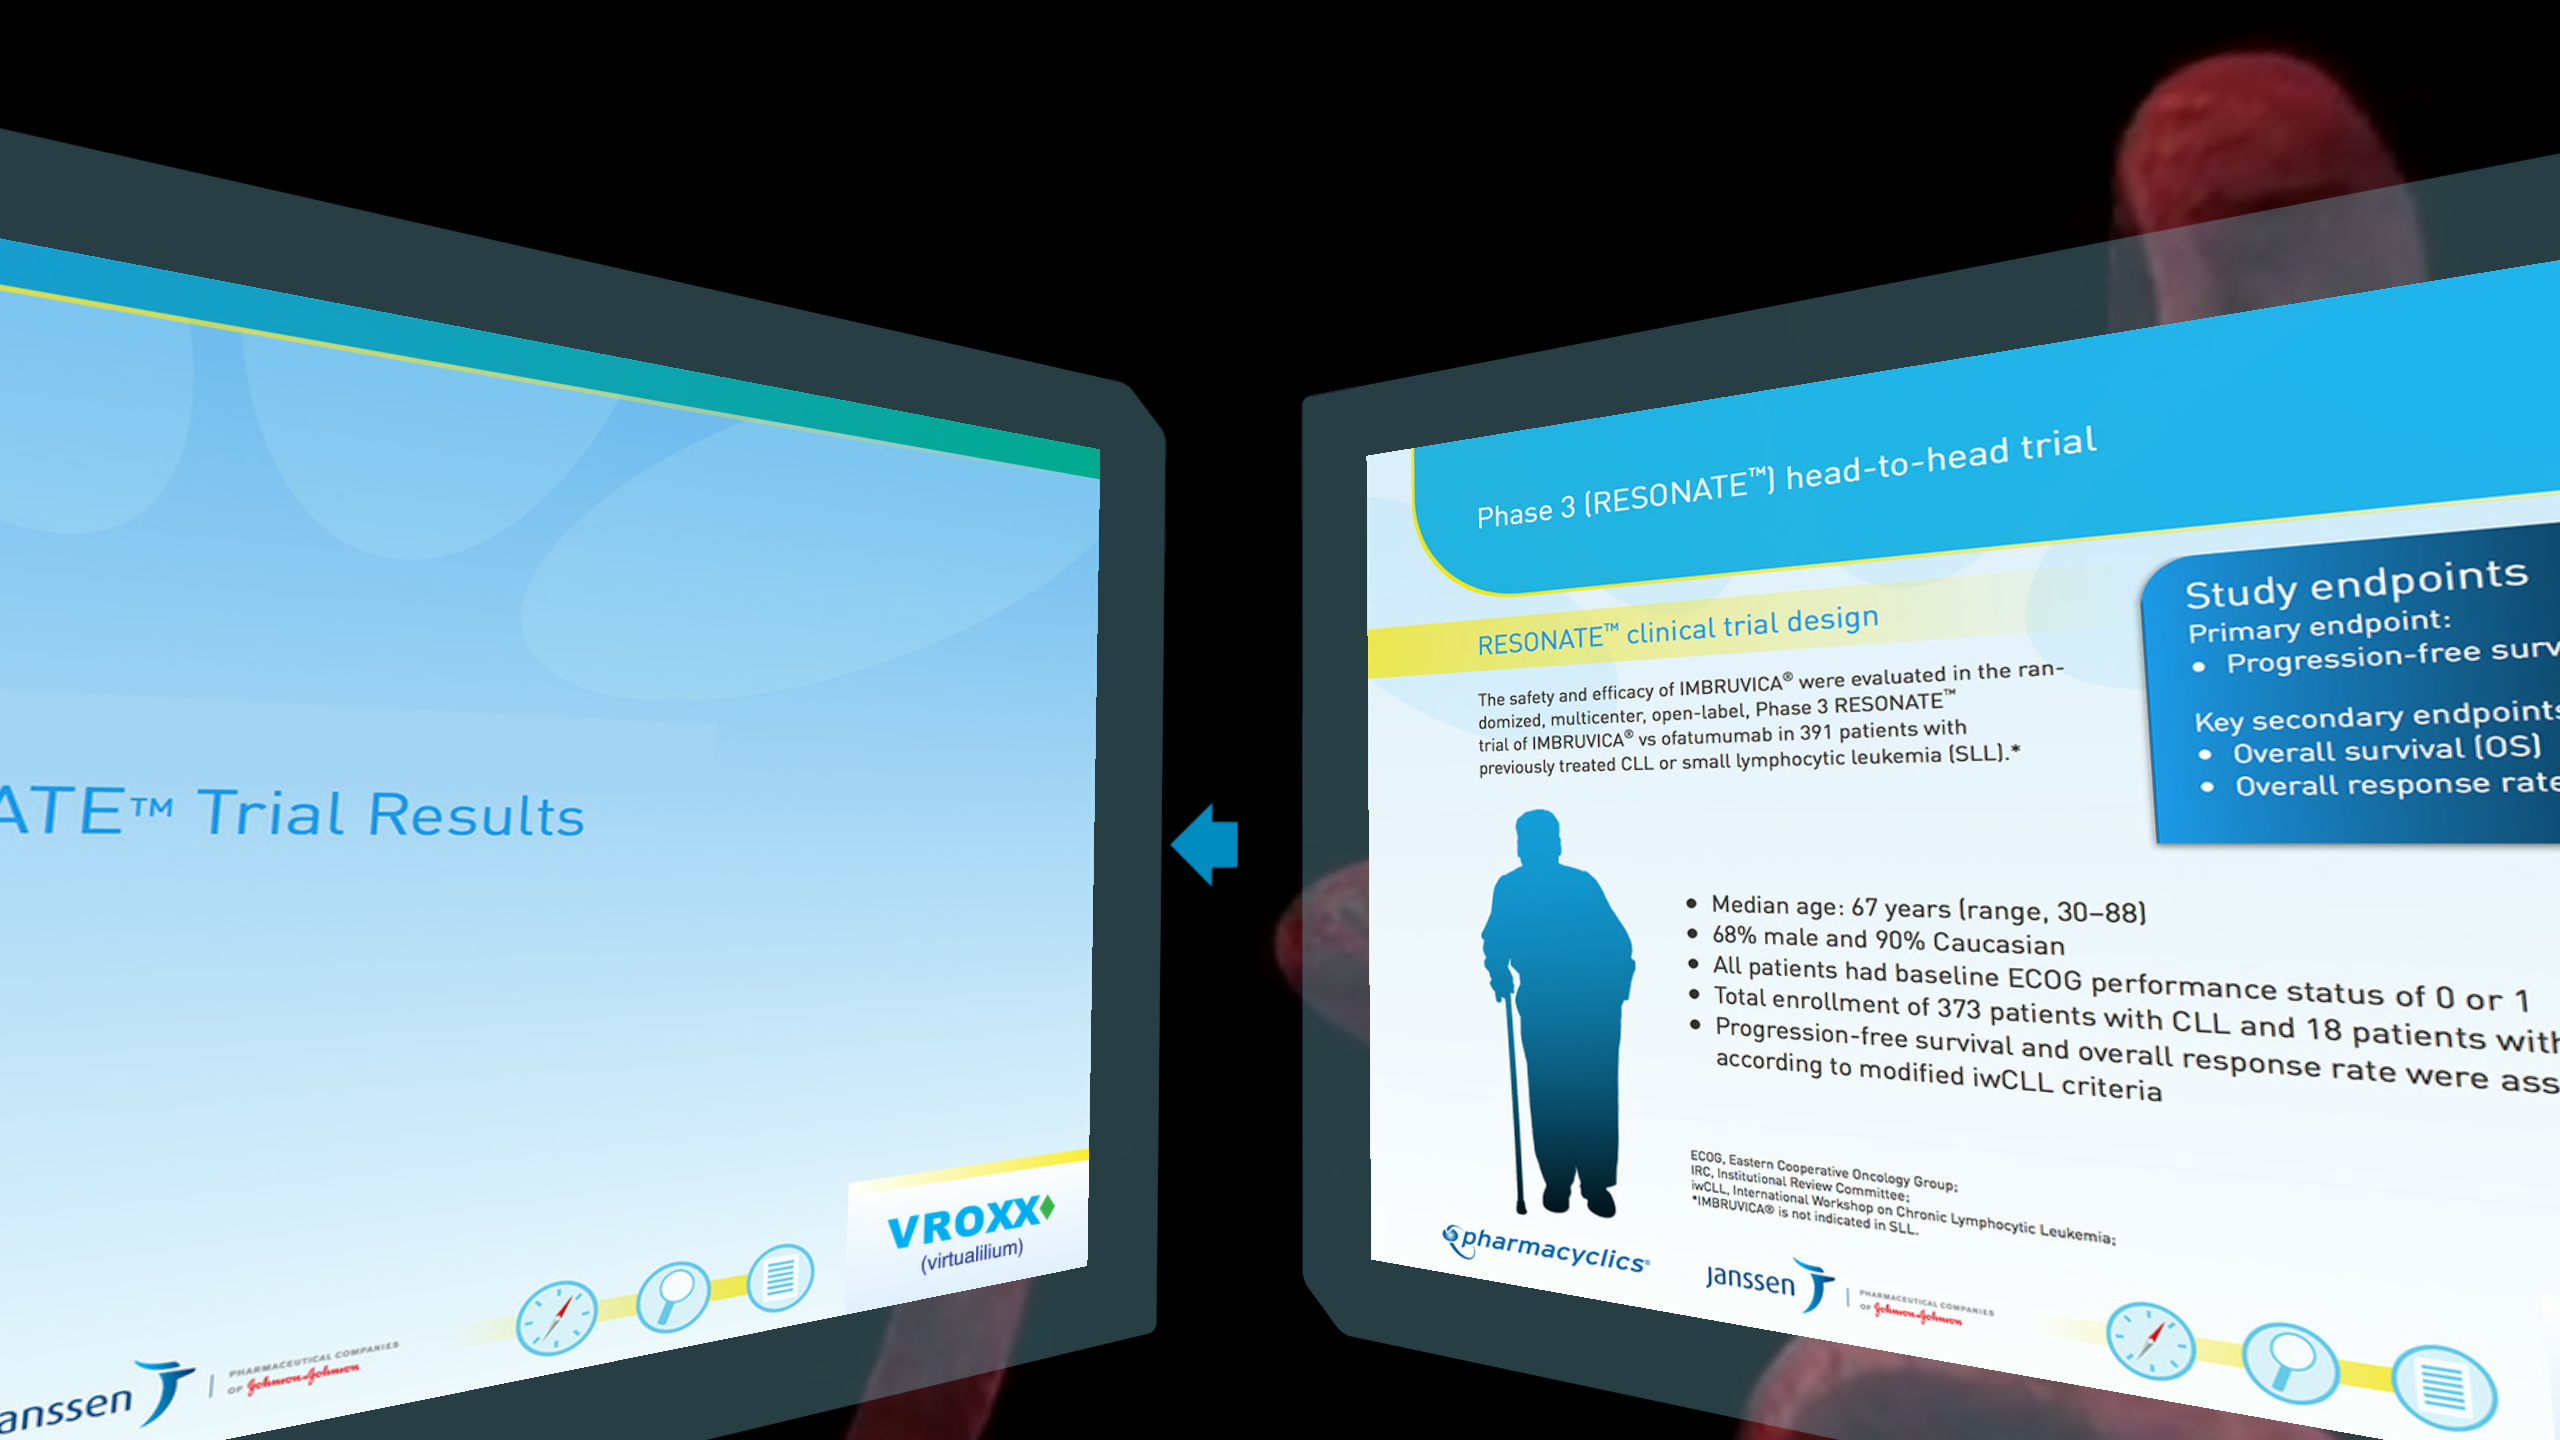 ATE™ Trial Results
VROXX
(virtualilium)
anssen
PHARMACEUTICAL COMPANIES
OF Johnson & Johnson
Phase 3 (RESONATE™) head-to-head trial
RESONATE™ clinical trial design
The safety and efficacy of IMBRUVICA® were evaluated in the ran-
domized, multicenter, open-label, Phase 3 RESONATE™
trial of IMBRUVICA® vs ofatumumab in 391 patients with
previously treated CLL or small lymphocytic leukemia (SLL).*
Study endpoints
Primary endpoint:
• Progression-free surv
Key secondary endpoints
• Overall survival (OS)
• Overall response rate
• Median age: 67 years (range, 30–88)
• 68% male and 90% Caucasian
• All patients had baseline ECOG performance status of 0 or 1
• Total enrollment of 373 patients with CLL and 18 patients with
• Progression-free survival and overall response rate were ass
according to modified iwCLL criteria
ECOG, Eastern Cooperative Oncology Group;
IRC, Institutional Review Committee;
iwCLL, International Workshop on Chronic Lymphocytic Leukemia;
*IMBRUVICA® is not indicated in SLL.
pharmacyclics®
janssen
PHARMACEUTICAL COMPANIES
OF Johnson & Johnson